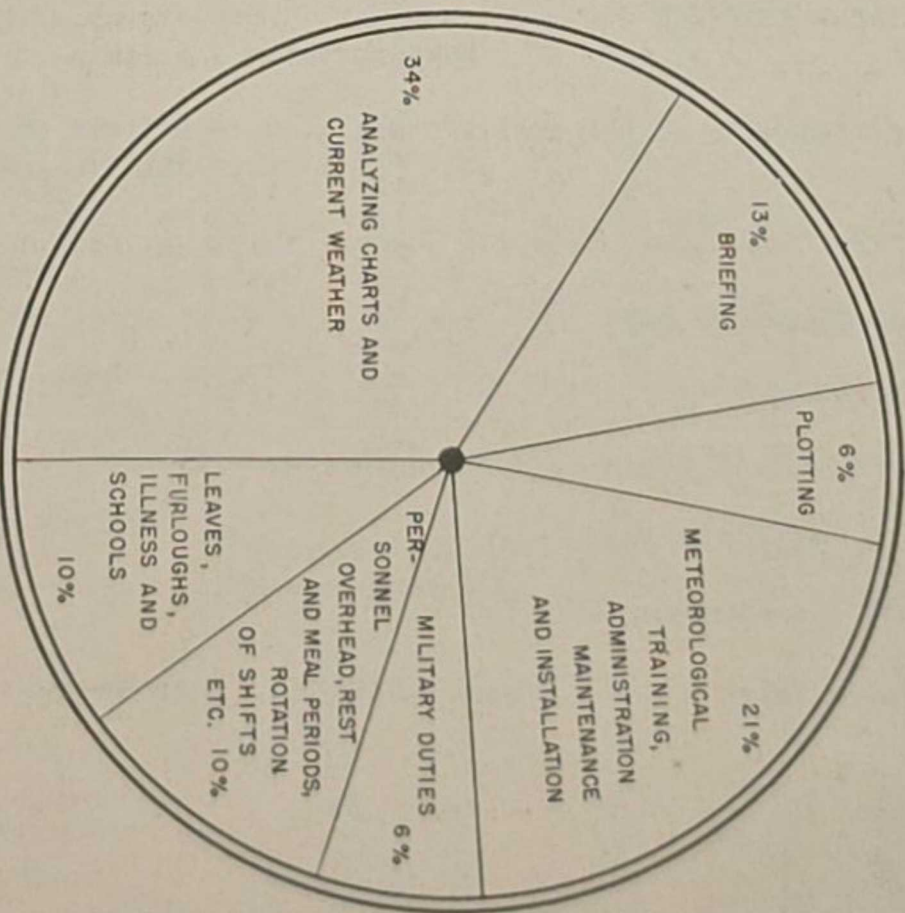 34%
ANALYZING CHARTS AND
CURRENT WEATHER
13%
BRIEFING
6%
PLOTTING
21%
METEOROLOGICAL
TRAINING,
ADMINISTRATION
MAINTENANCE
AND INSTALLATION
MILITARY DUTIES
6%
PER-
SONNEL
OVERHEAD, REST
AND MEAL PERIODS,
ROTATION
OF SHIFTS
ETC. 10%
LEAVES,
FURLOUGHS,
ILLNESS AND
SCHOOLS
10%